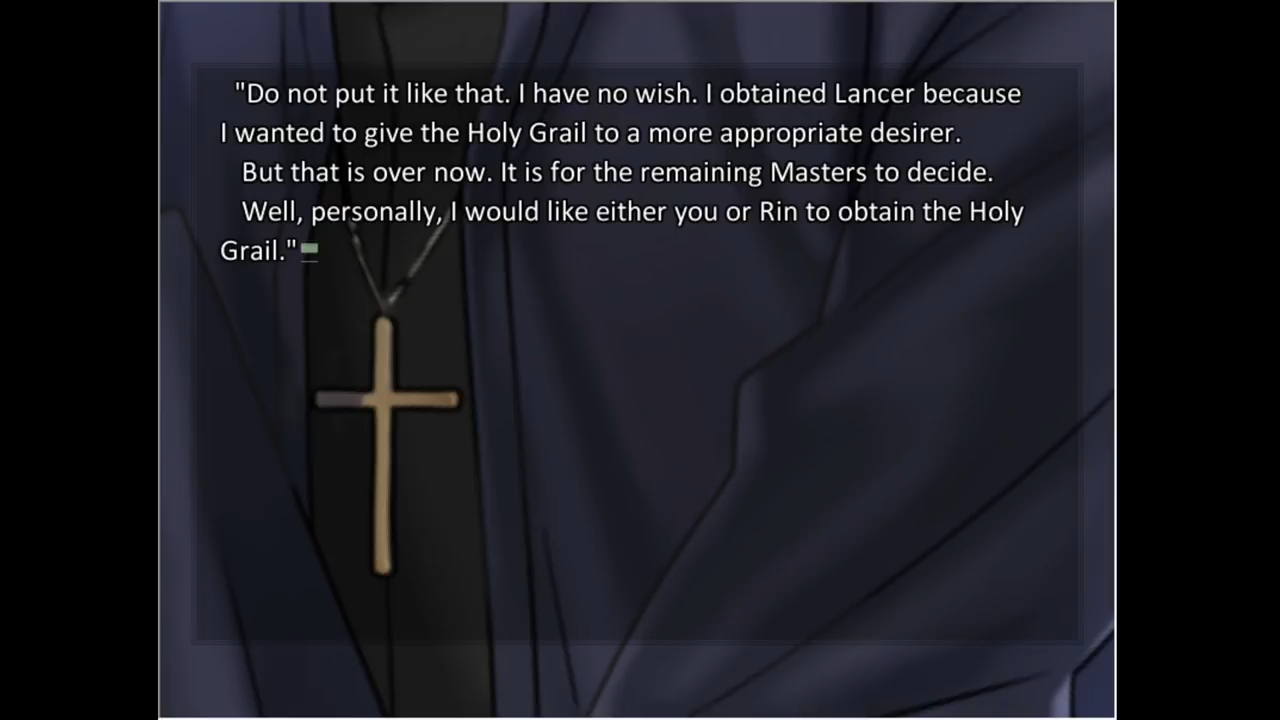 "Do not put it like that. I have no wish. I obtained Lancer because
I wanted to give the Holy Grail to a more appropriate desirer.
But that is over now. It is for the remaining Masters to decide.
Well, personally, I would like either you or Rin to obtain the Holy
Grail."